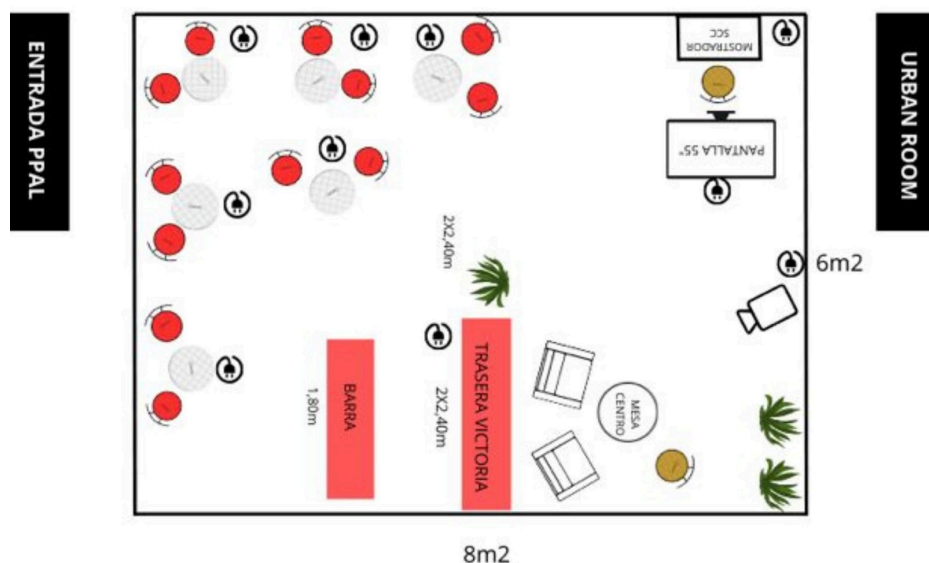 ENTRADA PPAL
MOSTRADOR
SCC
URBAN ROOM
PANTALLA 55"
2X2,40m
6m2
BARRA
1,80m
TRASERA VICTORIA
2X2,40m
MESA
CENTRO
8m2